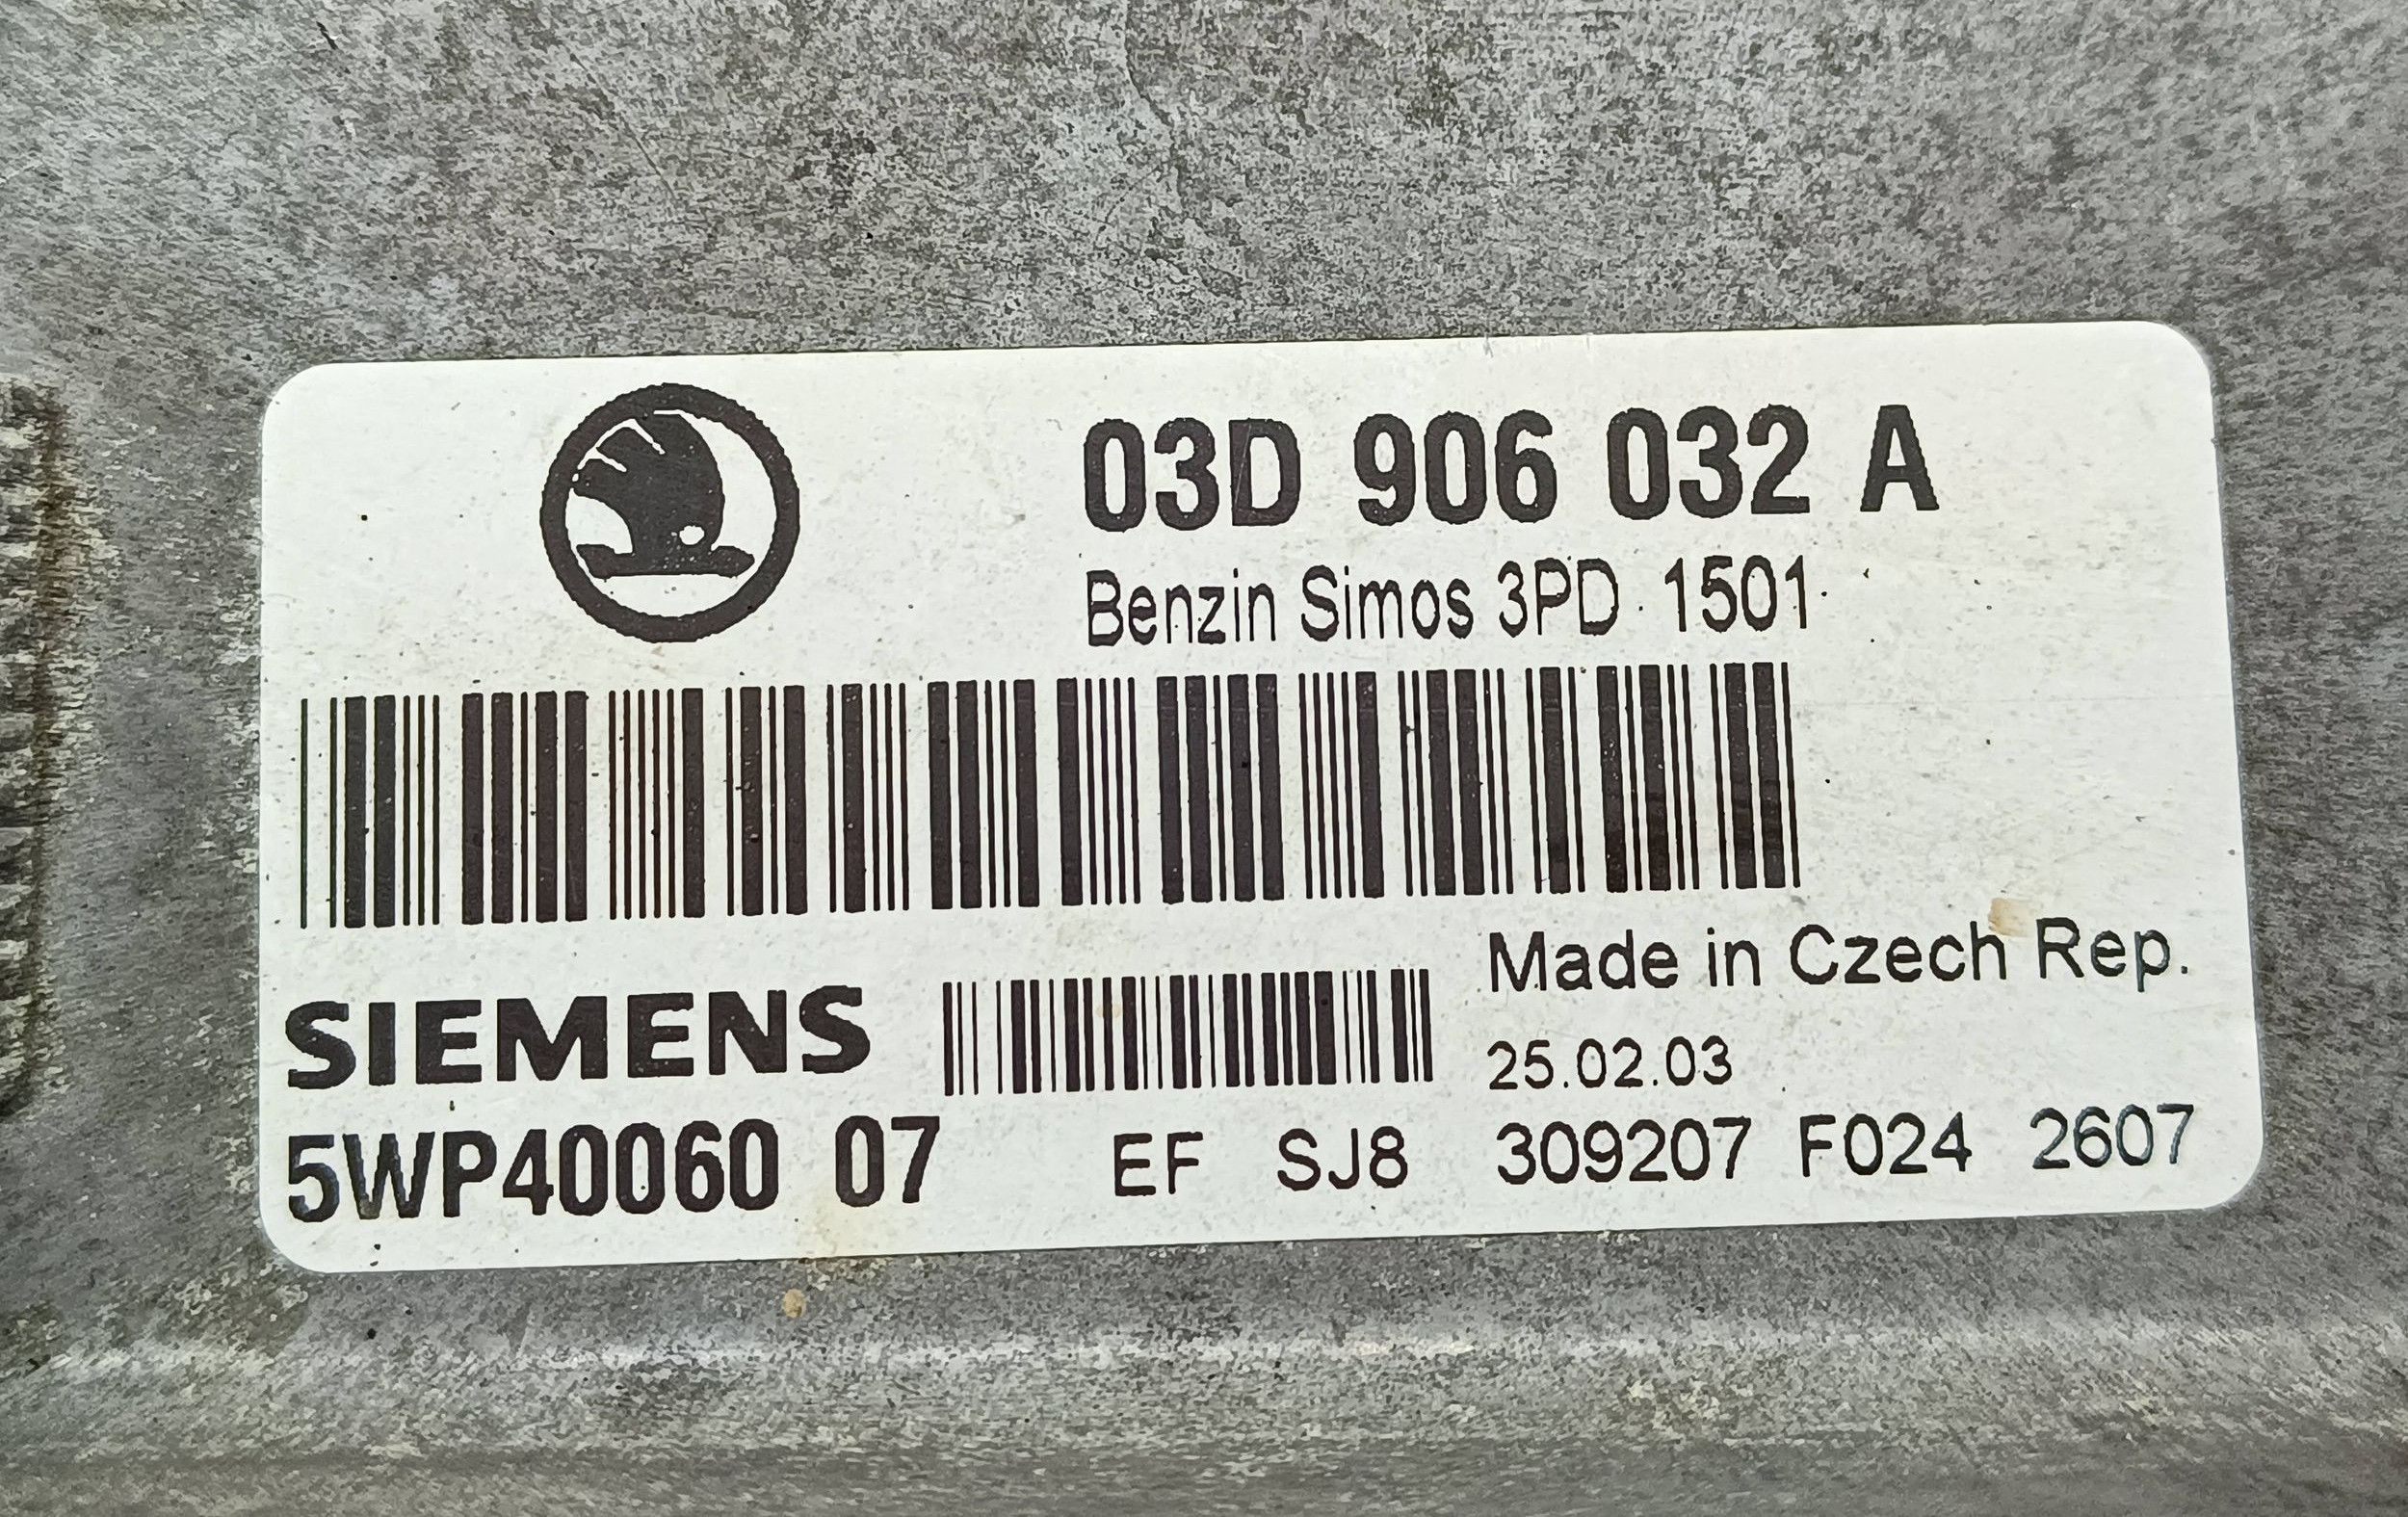 03D 906 032 A
Benzin Simos 3PD 1501
Made in Czech Rep.
SIEMENS
25.02.03
5WP40060 07 EF SJ8 309207 F024 2607